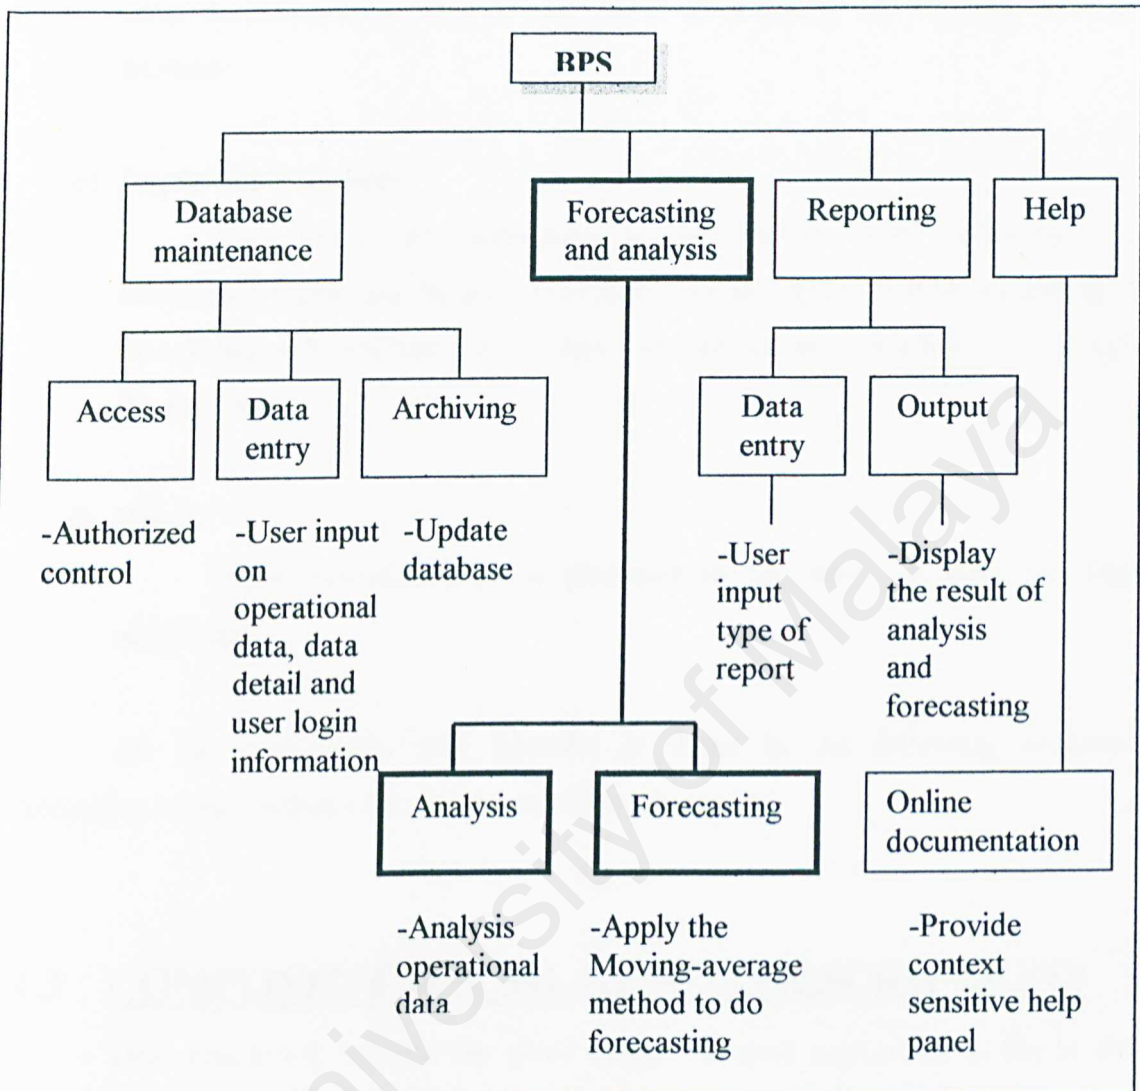 BPS
Database
maintenance
Forecasting
and analysis
Reporting
Help
Access
Data
entry
Archiving
Data
entry
Output
-Authorized
control
-User input
on
operational
data, data
detail and
user login
information
-Update
database
-User
input
type of
report
-Display
the result of
analysis
and
forecasting
Analysis
Forecasting
Online
documentation
-Analysis
operational
data
-Apply the
Moving-average
method to do
forecasting
-Provide
context
sensitive help
panel
University of Malaya